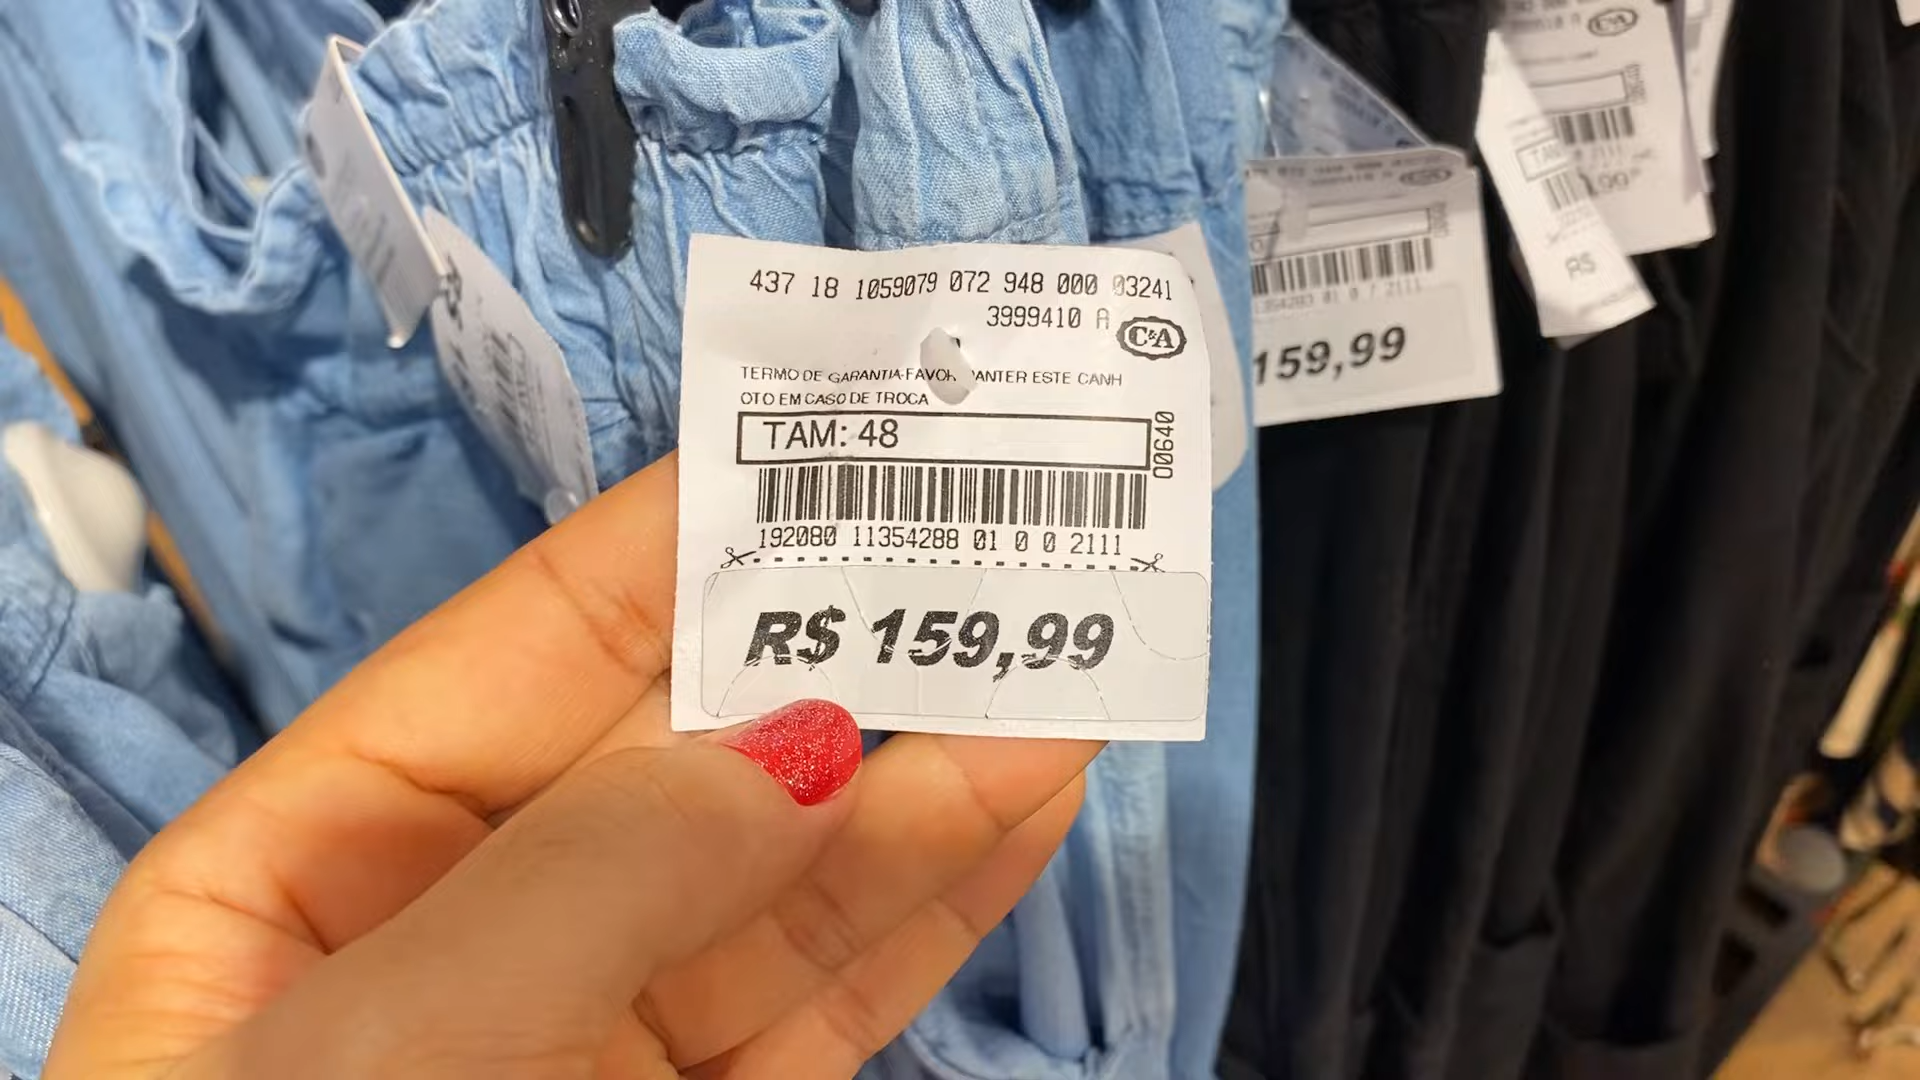 437 18 1059079 072 948 000 03241
3999410 A
C&A
TERMO DE GARANTIA-FAVOR MANTER ESTE CANH
OTO EM CASO DE TROCA
TAM: 48
00640
192080 11354288 01 0 0 2111
R$ 159,99
159,99
R$